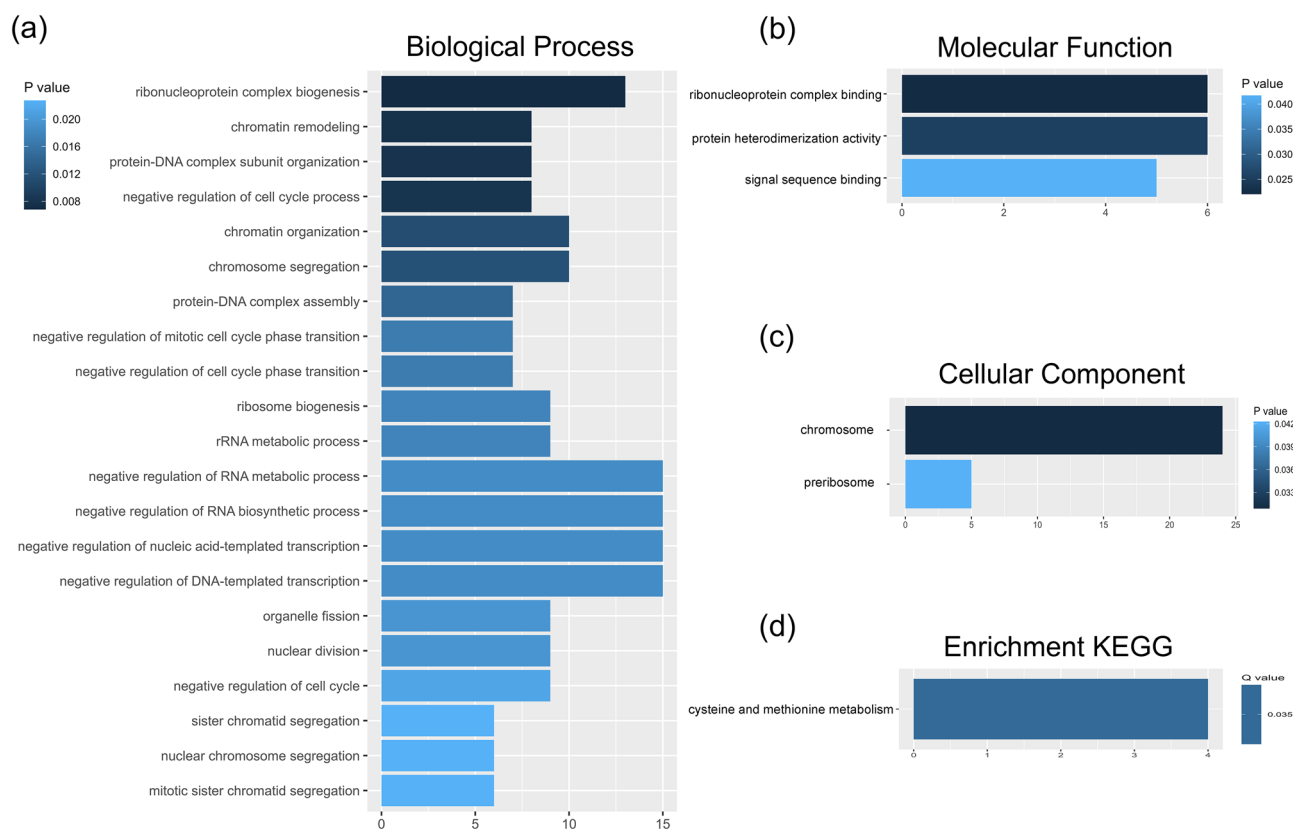 (a)
Biological Process
P value
0.020
0.016
0.012
0.008
ribonucleoprotein complex biogenesis
chromatin remodeling
protein-DNA complex subunit organization
negative regulation of cell cycle process
chromatin organization
chromosome segregation
protein-DNA complex assembly
negative regulation of mitotic cell cycle phase transition
negative regulation of cell cycle phase transition
ribosome biogenesis
rRNA metabolic process
negative regulation of RNA metabolic process
negative regulation of RNA biosynthetic process
negative regulation of nucleic acid-templated transcription
negative regulation of DNA-templated transcription
organelle fission
nuclear division
negative regulation of cell cycle
sister chromatid segregation
nuclear chromosome segregation
mitotic sister chromatid segregation
0 5 10 15
(b)
Molecular Function
ribonucleoprotein complex binding
protein heterodimerization activity
signal sequence binding
0 2 4 6
P value
0.040
0.035
0.030
0.025
(c)
Cellular Component
chromosome
preribosome
0 5 10 15 20 25
P value
0.042
0.039
0.036
0.033
(d)
Enrichment KEGG
cysteine and methionine metabolism
0 1 2 3 4
Q value
0.035